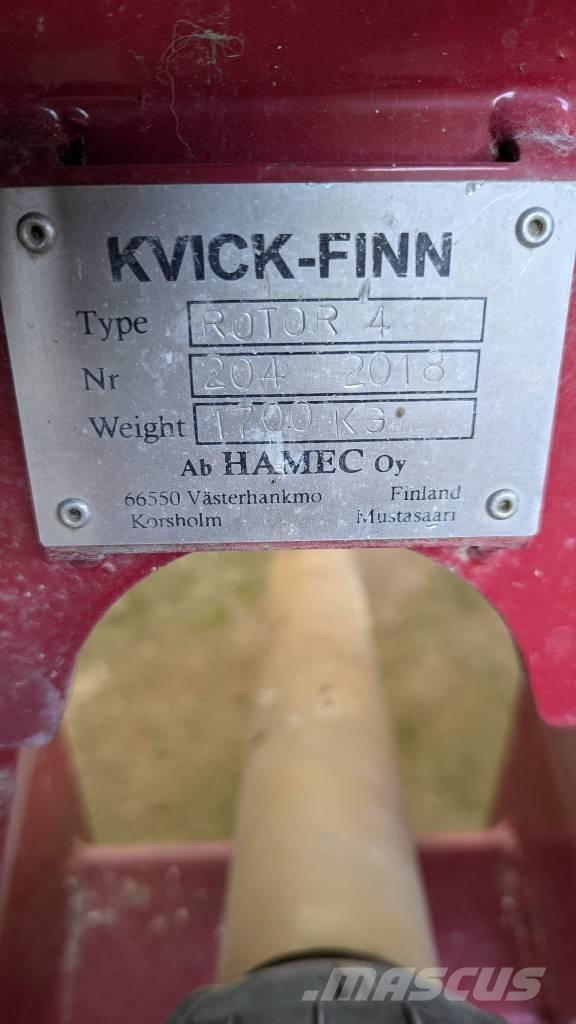 KVICK-FINN
Type ROTOR 4
Nr 204 2018
Weight 1700 KG
Ab HAMEC Oy
66550 Västerhankmo Finland
Korsholm Mustasaari
MASCUS